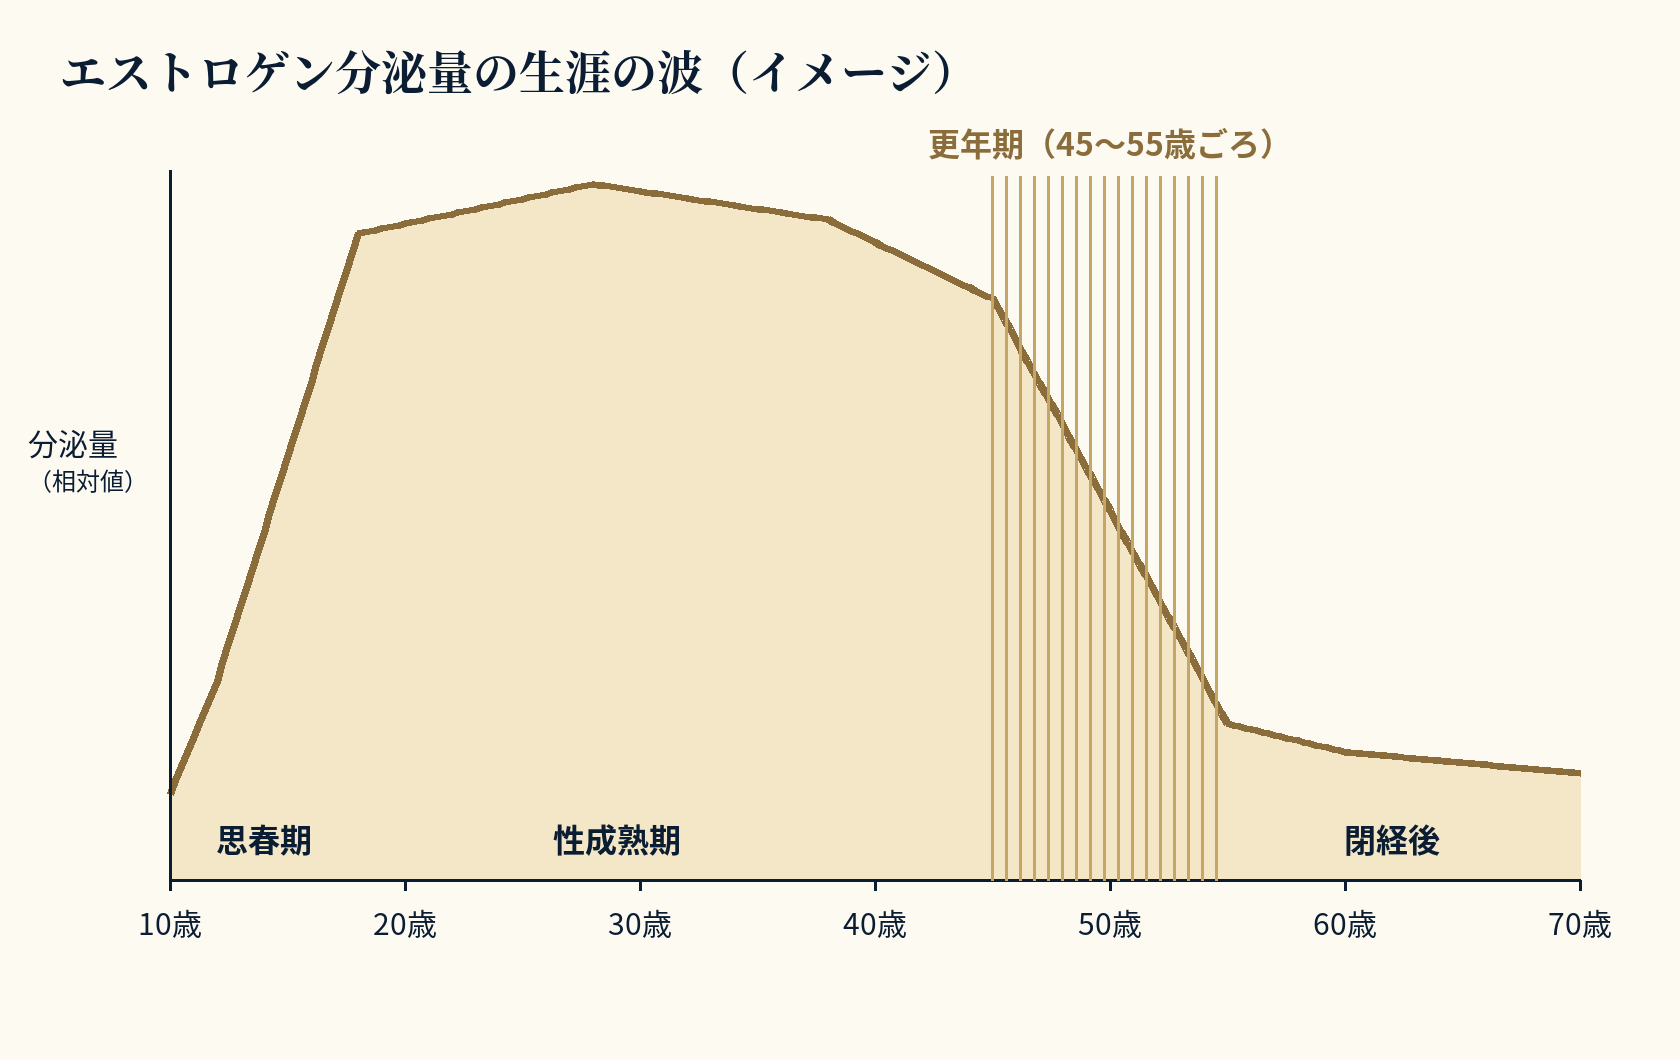 エストロゲン分泌量の生涯の波（イメージ）
更年期（45〜55歳ごろ）
分泌量
（相対値）
思春期
性成熟期
閉経後
10歳
20歳
30歳
40歳
50歳
60歳
70歳